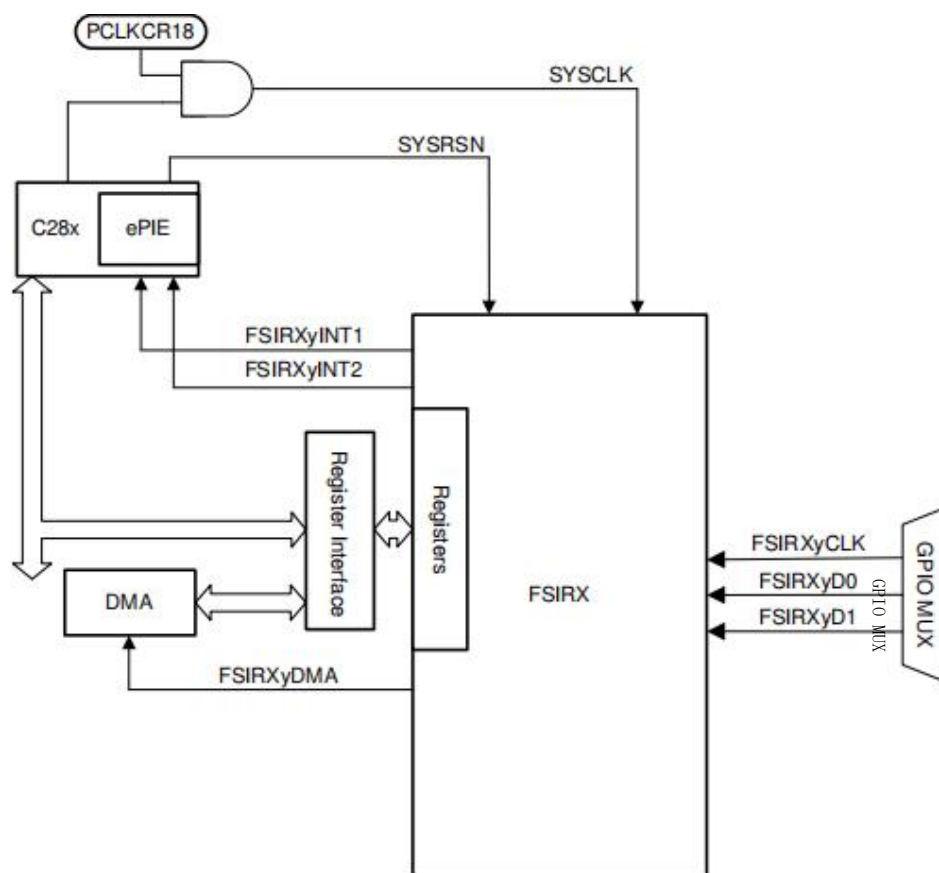 PCLKCR18
SYSCLK
SYSRSN
C28x
ePIE
FSIRXyINT1
FSIRXyINT2
Register Interface
Registers
FSIRX
DMA
FSIRXyDMA
FSIRXyCLK
FSIRXyD0
FSIRXyD1
GPIO MUX
GPIO MUX